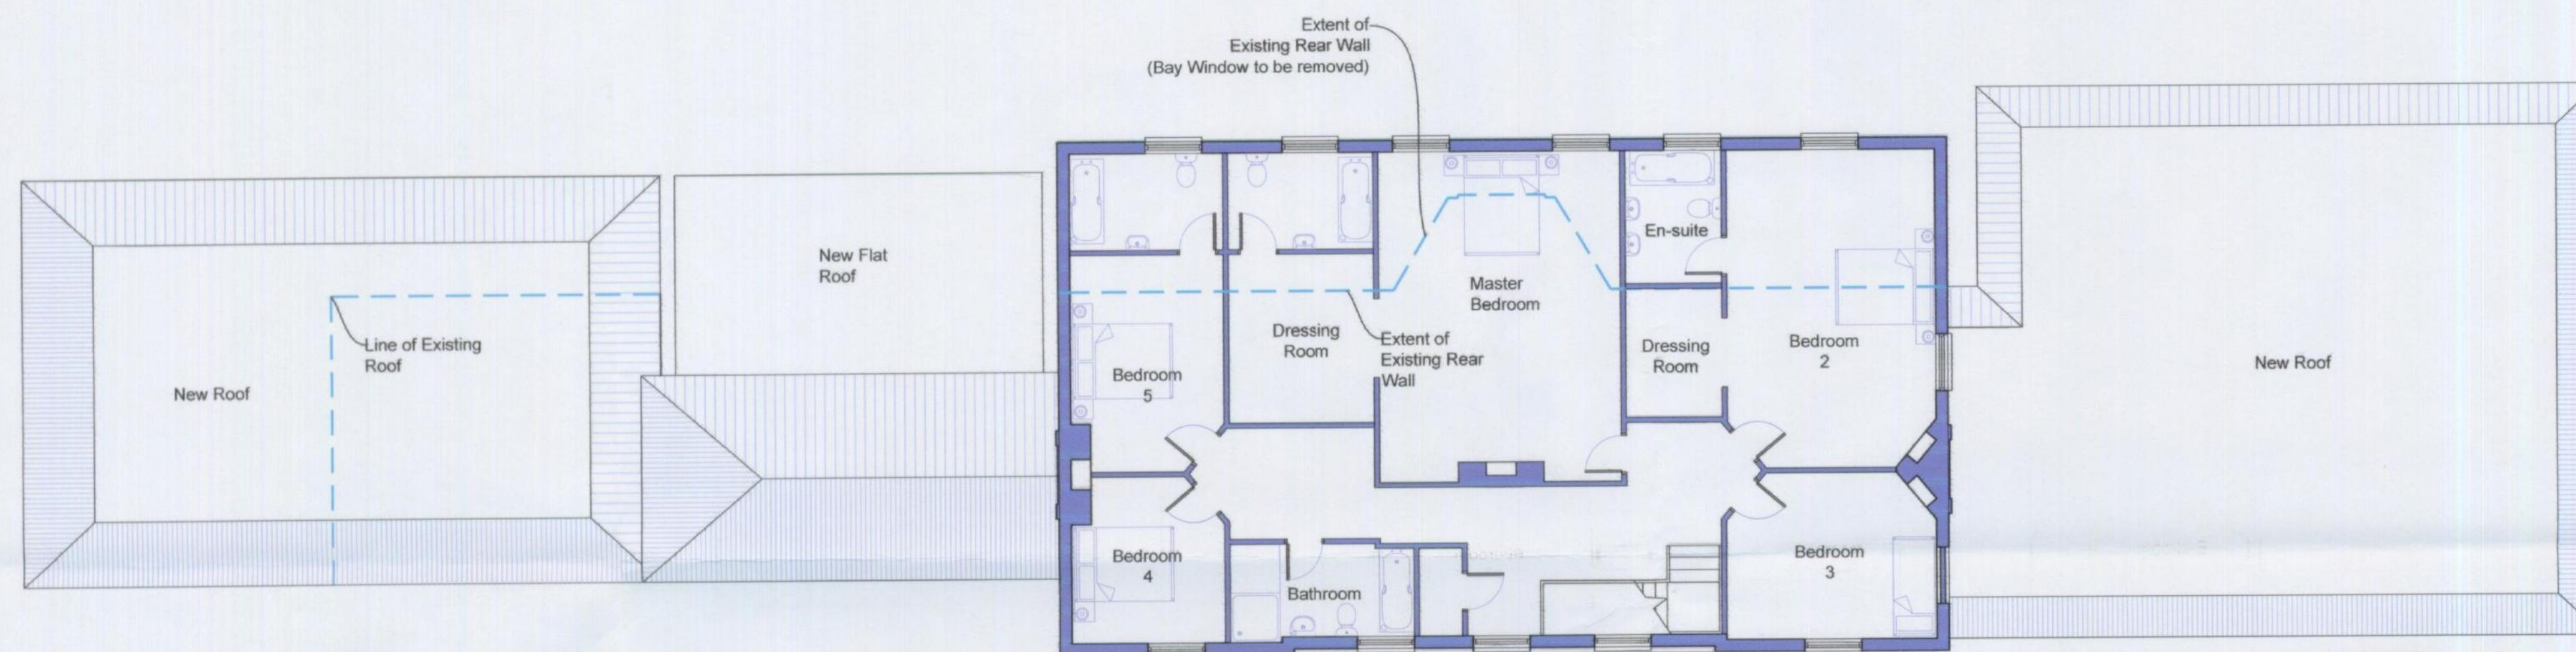 Extent of
Existing Rear Wall
(Bay Window to be removed)
New Flat
Roof
Line of Existing
Roof
New Roof
En-suite
Master
Bedroom
Dressing
Room
Extent of
Existing Rear
Wall
Dressing
Room
Bedroom
2
Bedroom
5
New Roof
Bedroom
4
Bathroom
Bedroom
3